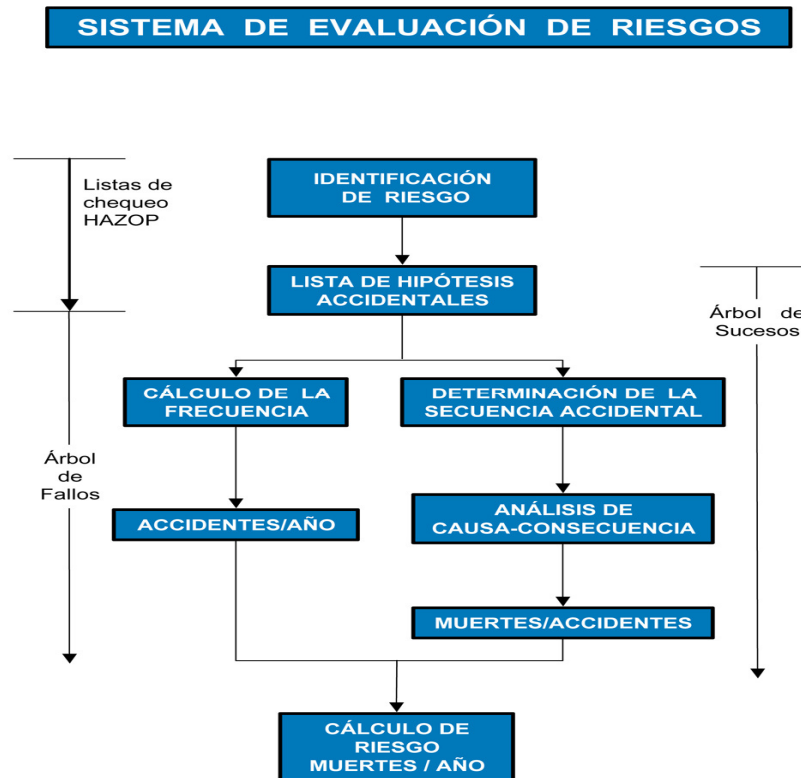 SISTEMA DE EVALUACIÓN DE RIESGOS
Listas de
chequeo
HAZOP
IDENTIFICACIÓN
DE RIESGO
LISTA DE HIPÓTESIS
ACCIDENTALES
Árbol de
Sucesos
CÁLCULO DE LA
FRECUENCIA
DETERMINACIÓN DE LA
SECUENCIA ACCIDENTAL
Árbol
de
Fallos
ACCIDENTES/AÑO
ANÁLISIS DE
CAUSA-CONSECUENCIA
MUERTES/ACCIDENTES
CÁLCULO DE
RIESGO
MUERTES / AÑO